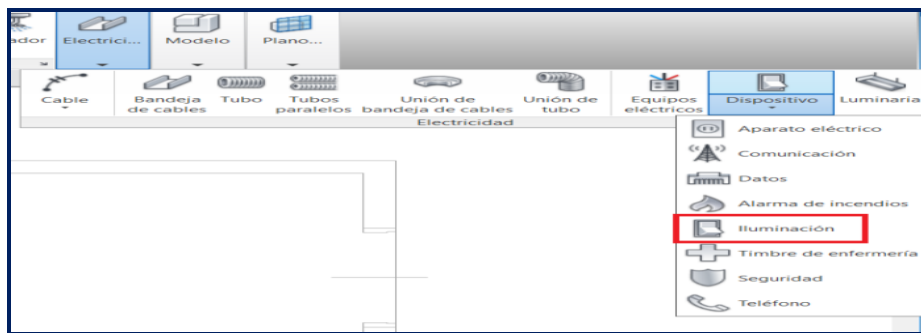 ador Electrici... Modelo Plano...
Cable Bandeja de cables Tubo Tubos paralelos Unión de bandeja de cables Unión de tubo Equipos eléctricos Dispositivo Luminaria
Electricidad
Aparato eléctrico
Comunicación
Datos
Alarma de incendios
Iluminación
Timbre de enfermería
Seguridad
Teléfono